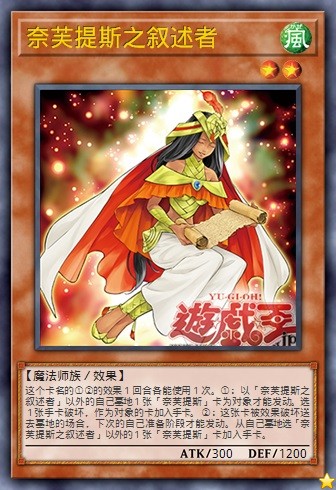 奈芙提斯之叙述者
風
YU-GI-OH!
遊戯王
.jp
【魔法师族／效果】
这个卡名的①②的效果１回合各能使用１次。①：以「奈芙提斯之
叙述者」以外的自己墓地１张「奈芙提斯」卡为对象才能发动。选
１张手卡破坏，作为对象的卡加入手卡。②：这张卡被效果破坏送
去墓地的场合，下次的自己准备阶段才能发动。从自己墓地选「奈
芙提斯之叙述者」以外的１张「奈芙提斯」卡加入手卡。
ATK/300 DEF/1200